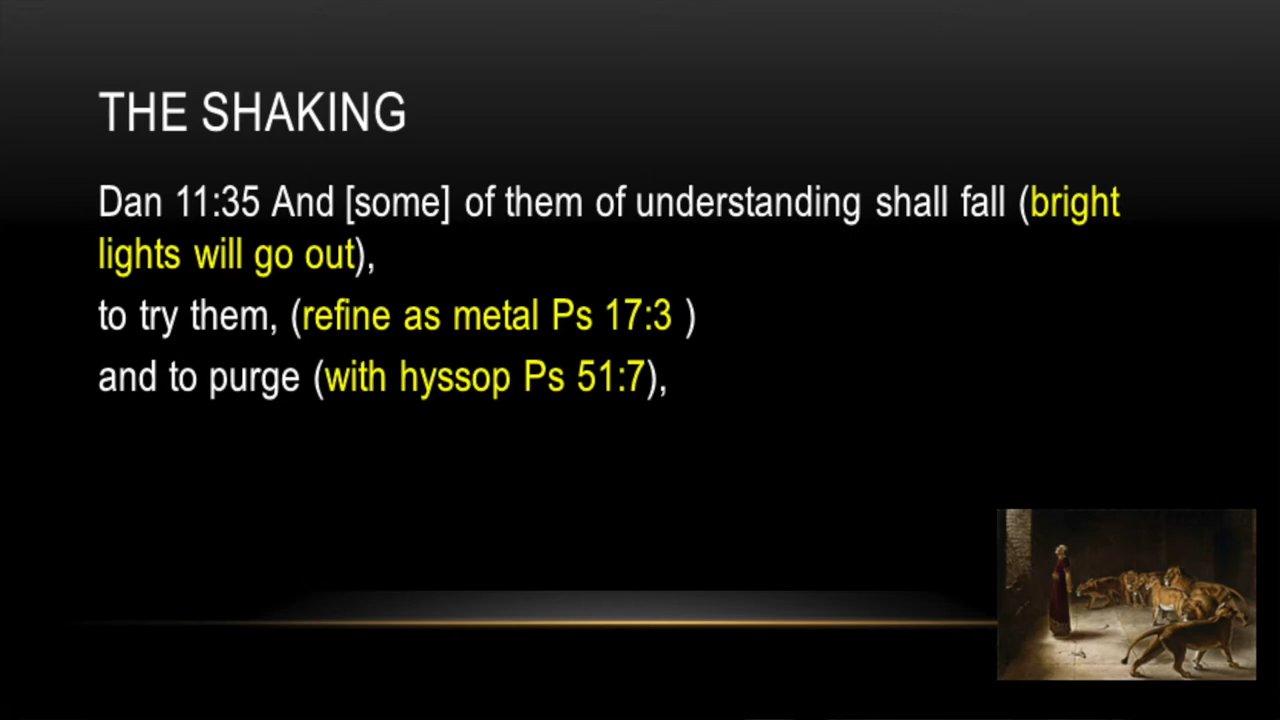 THE SHAKING
Dan 11:35 And [some] of them of understanding shall fall (bright
lights will go out),
to try them, (refine as metal Ps 17:3 )
and to purge (with hyssop Ps 51:7),